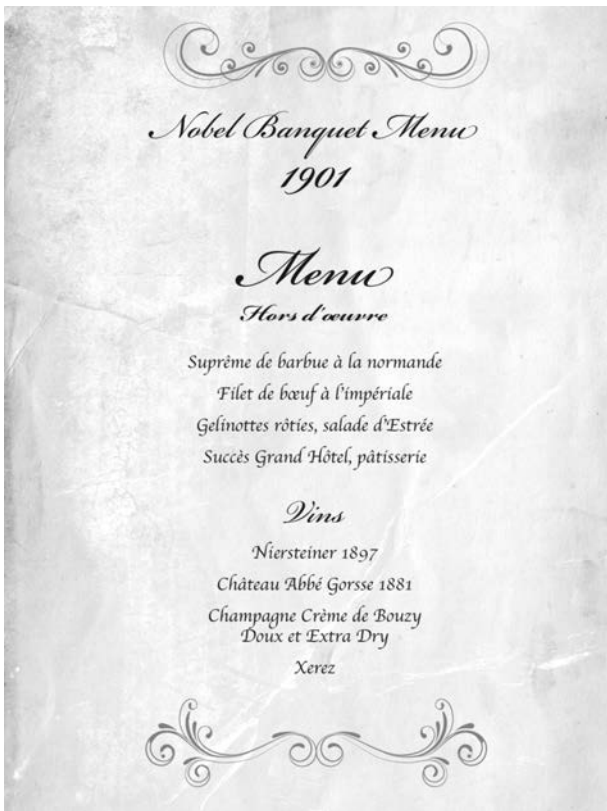 Nobel Banquet Menu
1901
Menu
Hors d'œuvre
Suprême de barbue à la normande
Filet de bœuf à l'impériale
Gelinottes rôties, salade d'Estrée
Succès Grand Hôtel, pâtisserie
Vins
Niersteiner 1897
Château Abbé Gorsse 1881
Champagne Crème de Bouzy
Doux et Extra Dry
Xerez